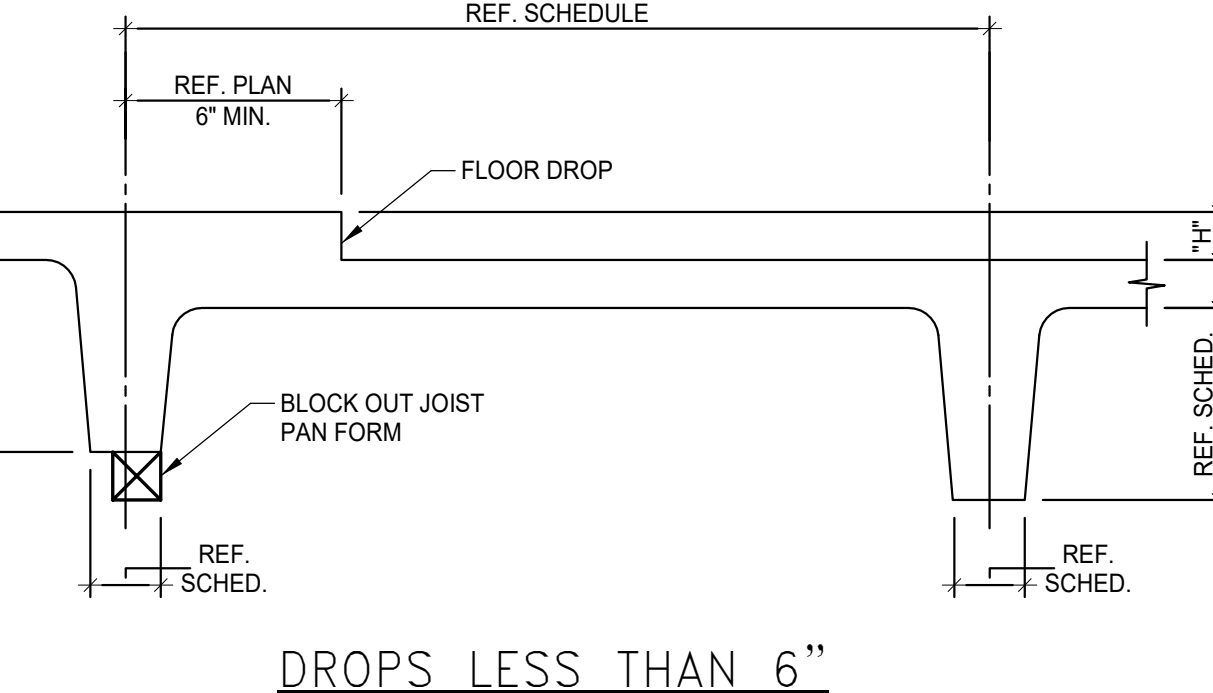 REF. SCHEDULE
REF. PLAN
6" MIN.
FLOOR DROP
"H"
REF. SCHED.
BLOCK OUT JOIST
PAN FORM
REF.
SCHED.
REF.
SCHED.
DROPS LESS THAN 6”